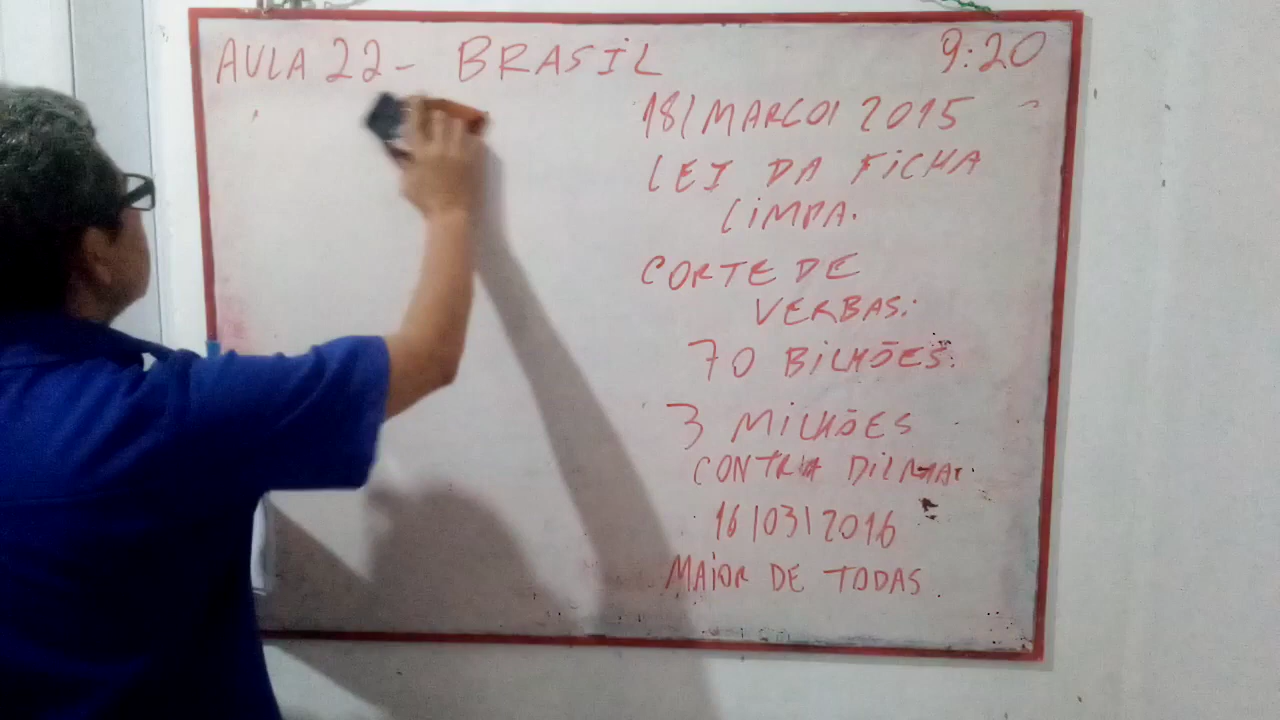 AULA 22 - BRASIL
9:20
18/MARCO/2015
LEI DA FICHA
LIMPA.
CORTE DE
VERBAS.
70 BILHÕES.
3 MILHÕES
CONTRA DILMA.
16/03/2016
MAIOR DE TODAS